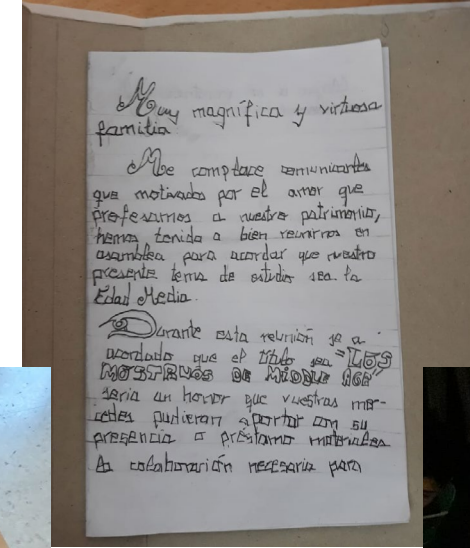 Muy magnífica y virtuosa
familia
Me complace comunicarles
que motivados por el amor que
profesamos a nuestro patrimonio,
hemos tenido a bien reunirnos en
asamblea para acordar que nuestro
presente tema de estudio sea la
Edad Media.
Durante esta reunión se a
acordado que el título sea "LOS
MOSTENOS DE MIDDLE AGE
sería un honor que vuestras mer-
cedes pudieran aportar con su
presencia o préstamo materiales
la colaboración necesaria para